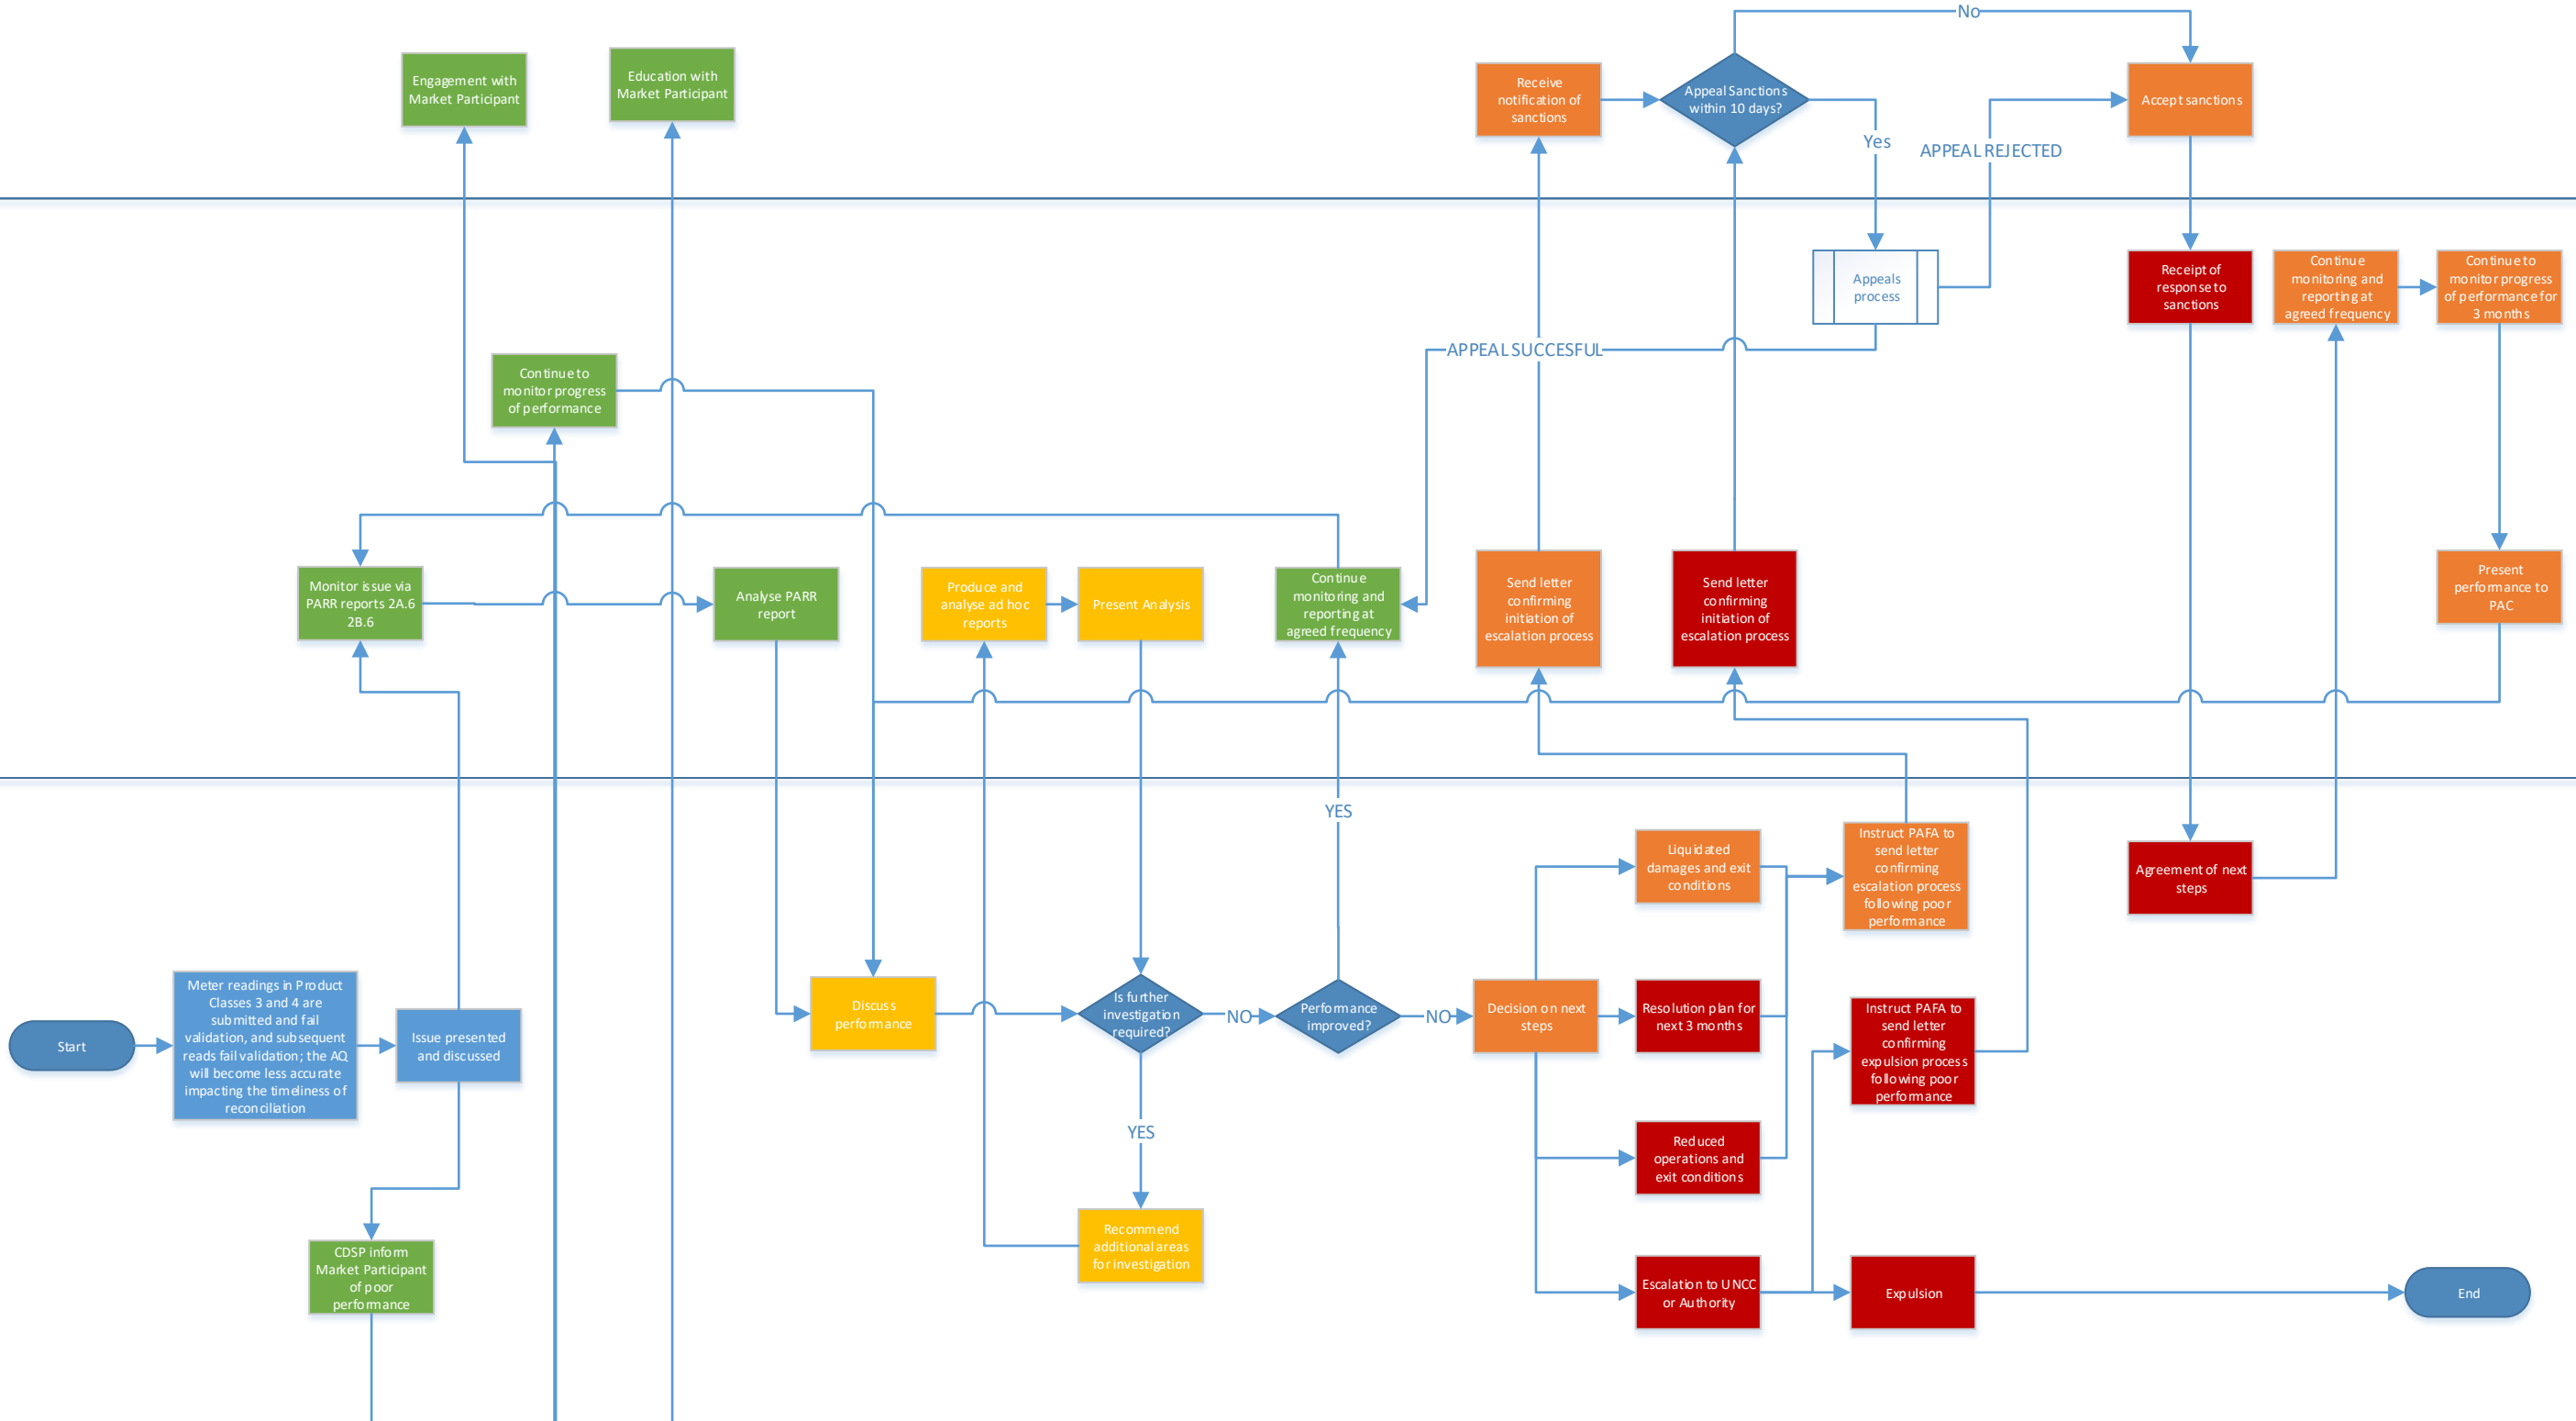 No
Engagement with
Market Participant
Education with
Market Participant
Receive
notification of
sanctions
Appeal Sanctions
within 10 days?
Accept sanctions
Yes
APPEAL REJECTED
Appeals
process
Receipt of
response to
sanctions
Continue
monitoring and
reporting at
agreed frequency
Continue to
monitor progress
of performance for
3 months
APPEAL SUCCESFUL
Continue to
monitor progress
of performance
Monitor issue via
PARR reports 2A.6
2B.6
Analyse PARR
report
Produce and
analyse ad hoc
reports
Present Analysis
Continue
monitoring and
reporting at
agreed frequency
Send letter
confirming
initiation of
escalation process
Send letter
confirming
initiation of
escalation process
Present
performance to
PAC
YES
Liquidated
damages and exit
conditions
Instruct PAFA to
send letter
confirming
escalation process
following poor
performance
Agreement of next
steps
Start
Meter readings in Product
Classes 3 and 4 are
submitted and fail
validation, and subsequent
reads fail validation; the AQ
will become less accurate
impacting the timeliness of
reconciliation
Issue presented
and discussed
Discuss
performance
Is further
investigation
required?
NO
Performance
improved?
NO
Decision on next
steps
Resolution plan for
next 3 months
Instruct PAFA to
send letter
confirming
expulsion process
following poor
performance
YES
Reduced
operations and
exit conditions
Recommend
additional areas
for investigation
CDSP inform
Market Participant
of poor
performance
Escalation to UNCC
or Authority
Expulsion
End